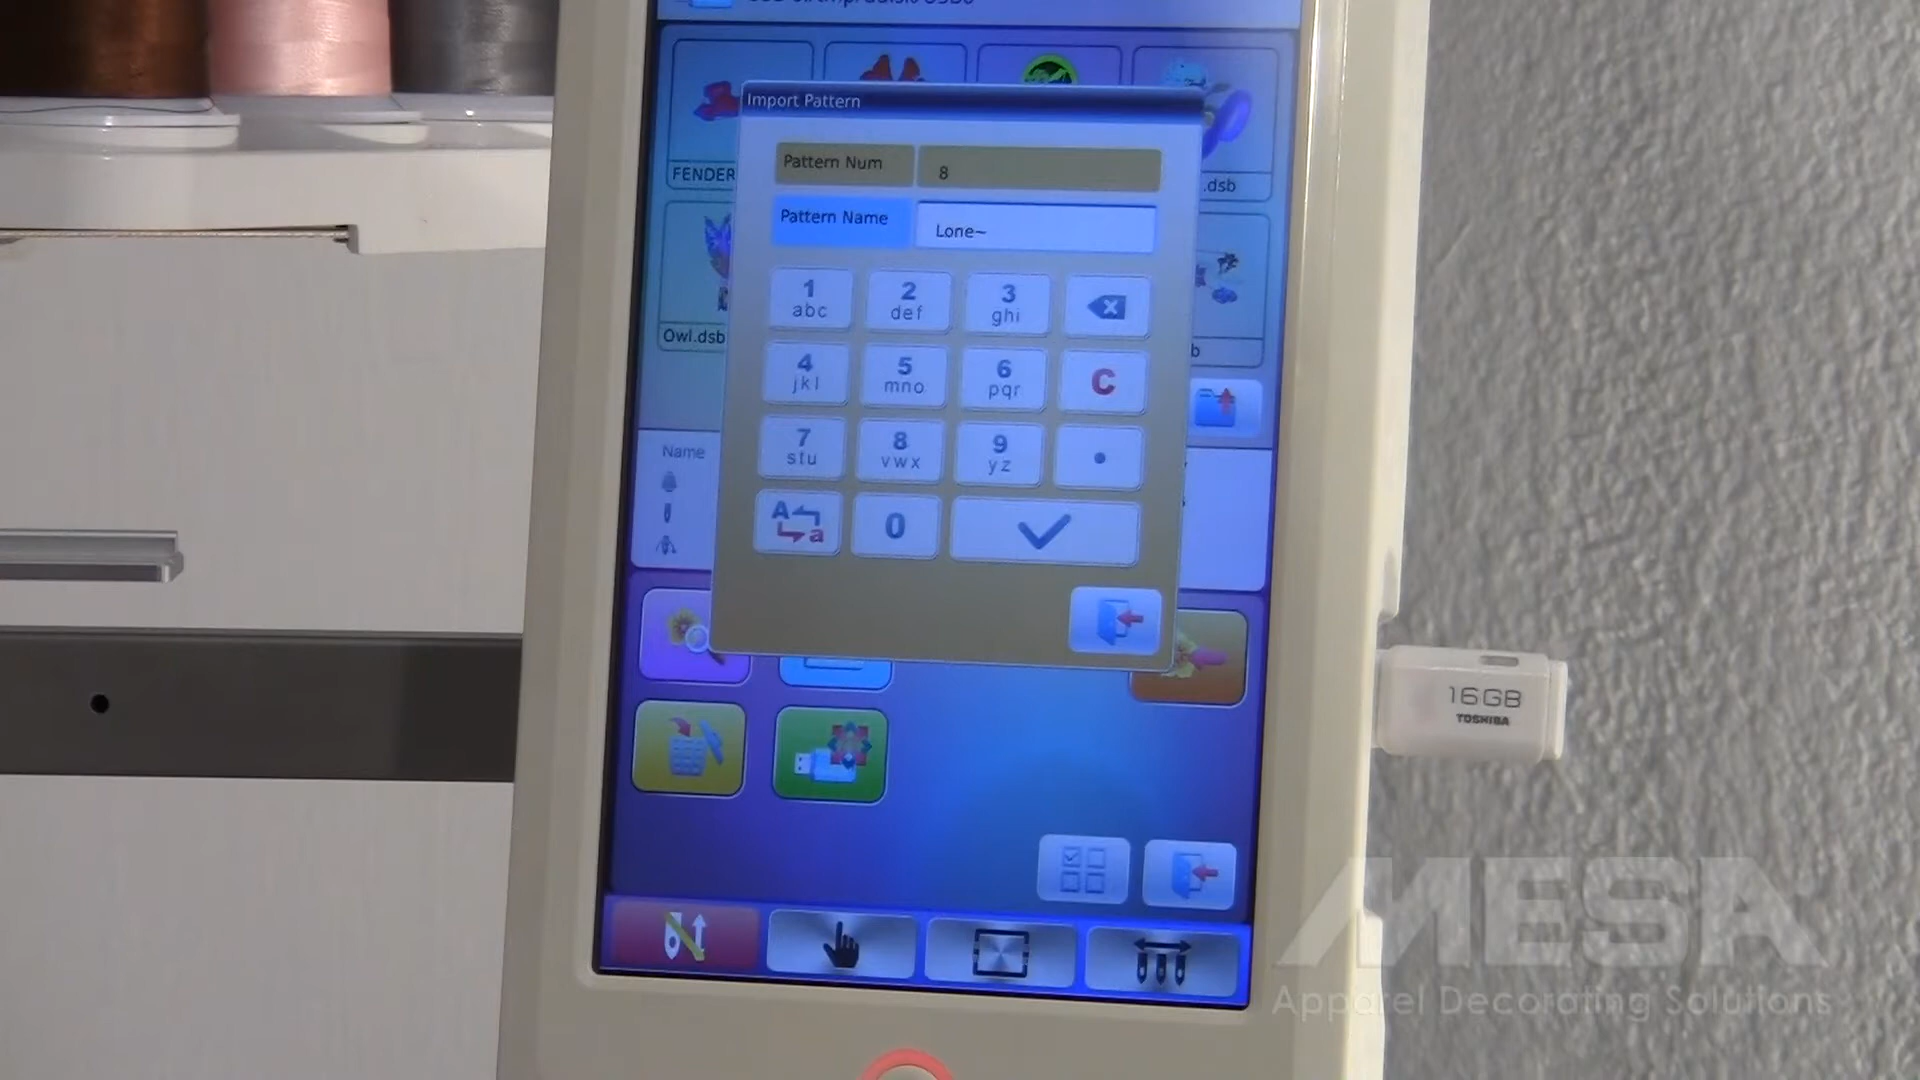 Import Pattern
Pattern Num 8
Pattern Name Lone~
FENDER
.dsb
Owl.dsb
b
1 2 3
abc def ghi
4 5 6 C
jkl mno pqr
7 8 9
stu vwx yz
A a 0
Name
16GB
TOSHIBA
MESA
Apparel Decorating Solutions